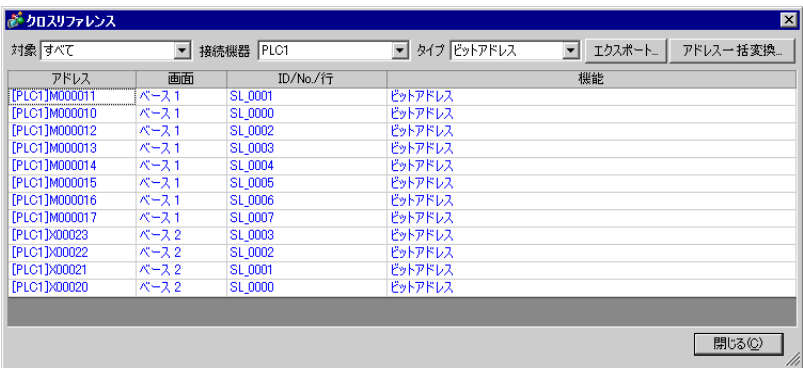 クロスリファレンス
対象 すべて 接続機器 PLC1 タイプ ビットアドレス エクスポート... アドレス一括変換...
アドレス 画面 ID/No./行 機能
[PLC1]M000011 ベース 1 SL_0001 ビットアドレス
[PLC1]M000010 ベース 1 SL_0000 ビットアドレス
[PLC1]M000012 ベース 1 SL_0002 ビットアドレス
[PLC1]M000013 ベース 1 SL_0003 ビットアドレス
[PLC1]M000014 ベース 1 SL_0004 ビットアドレス
[PLC1]M000015 ベース 1 SL_0005 ビットアドレス
[PLC1]M000016 ベース 1 SL_0006 ビットアドレス
[PLC1]M000017 ベース 1 SL_0007 ビットアドレス
[PLC1]X00023 ベース 2 SL_0003 ビットアドレス
[PLC1]X00022 ベース 2 SL_0002 ビットアドレス
[PLC1]X00021 ベース 2 SL_0001 ビットアドレス
[PLC1]X00020 ベース 2 SL_0000 ビットアドレス
閉じる(C)